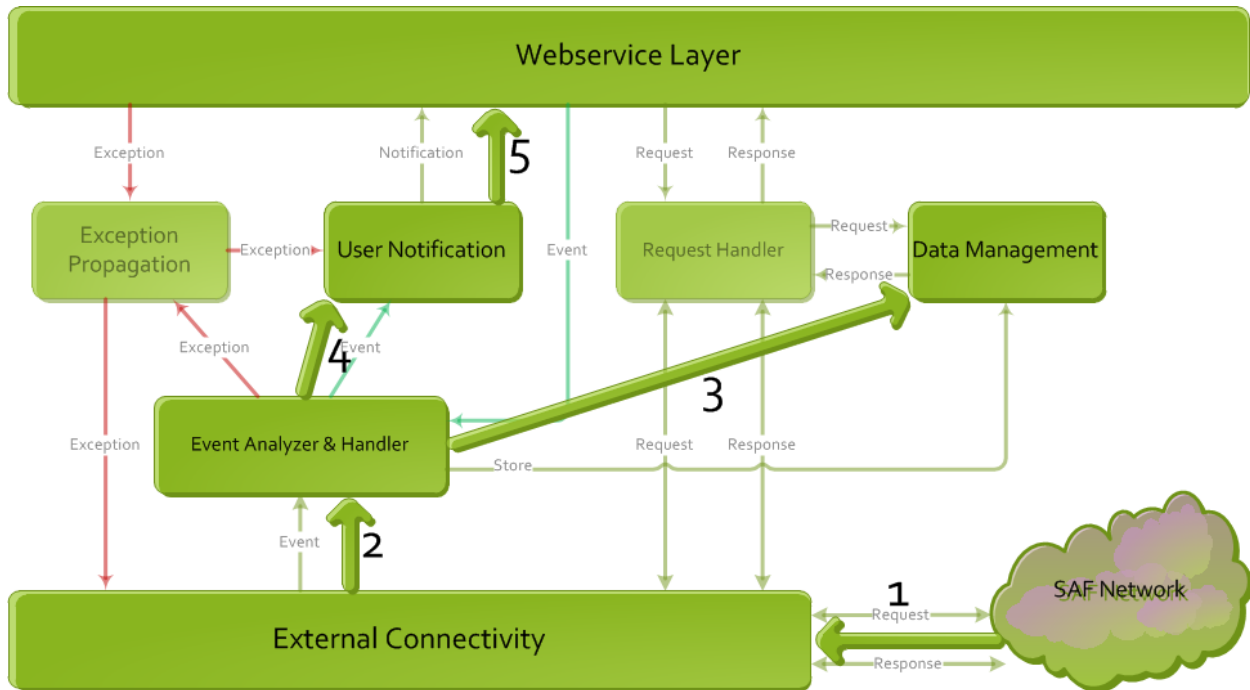 Webservice Layer
5
Exception
Notification
Request
Response
Exception
Propagation
Exception
User Notification
Event
Request Handler
Request
Response
Data Management
4
Exception
Event
3
Event Analyzer & Handler
Exception
Request
Response
Store
2
Event
SAF Network
SAF Network
1
Request
External Connectivity
Response